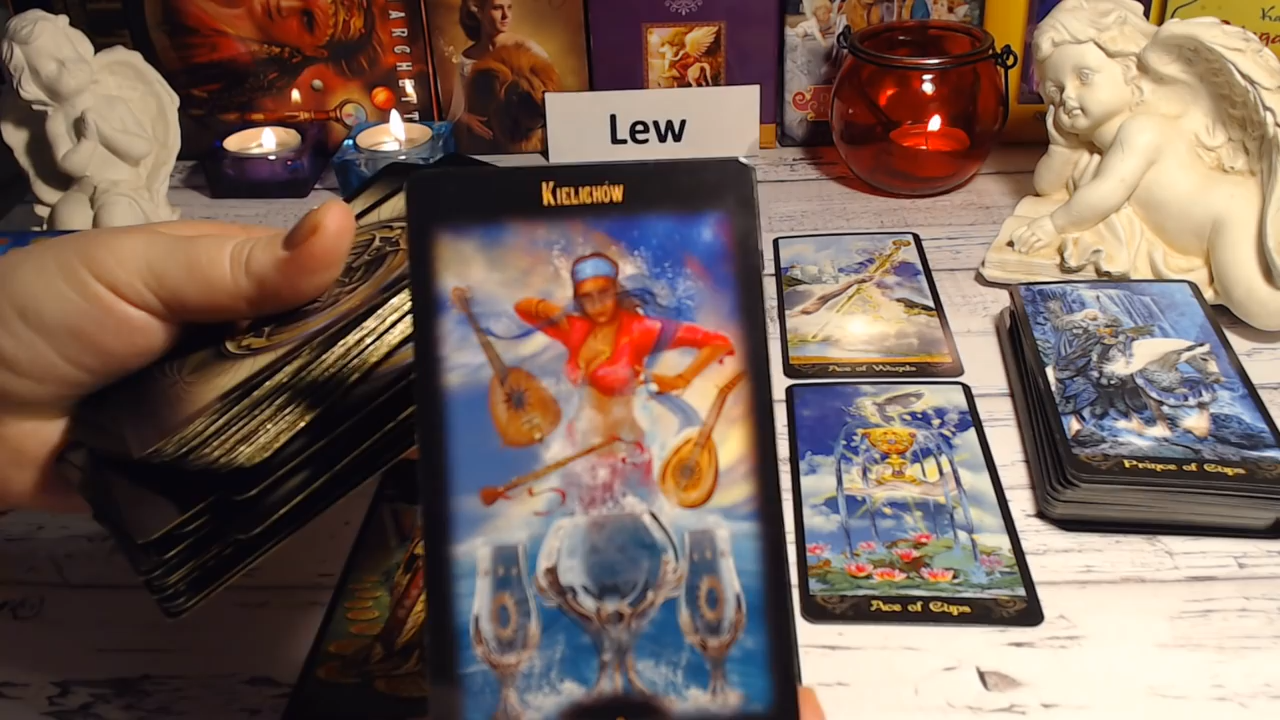 Lew
KIELICHÓW
Ace of Wands
Ace of Cups
Prince of Cups